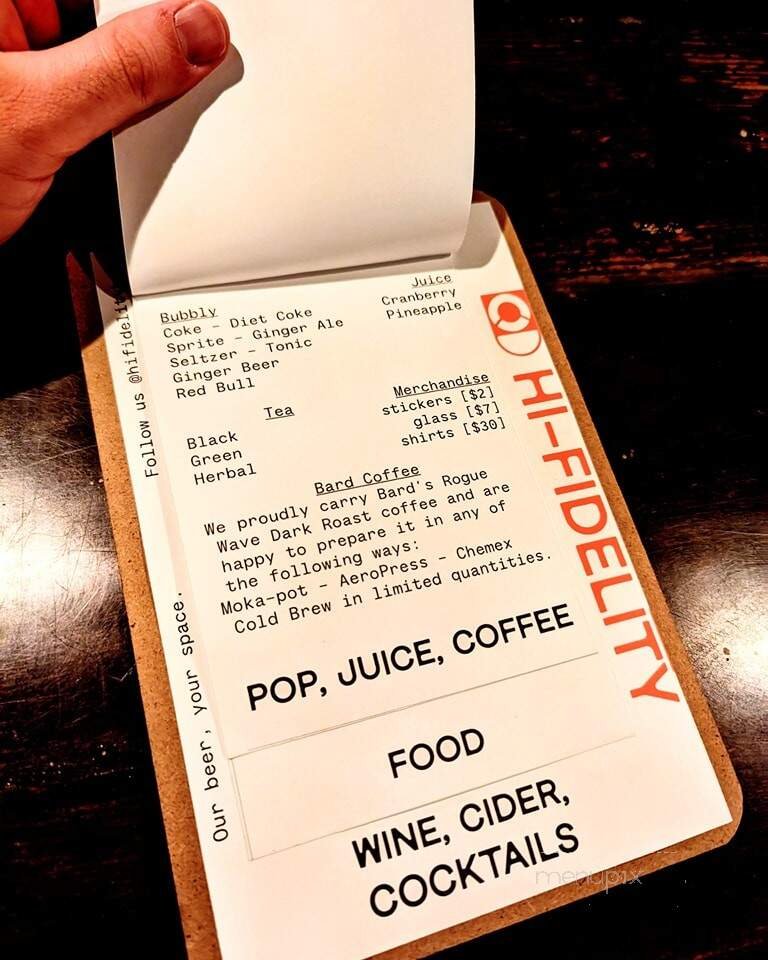 Bubbly
Coke - Diet Coke
Sprite - Ginger Ale
Seltzer - Tonic
Ginger Beer
Red Bull
Juice
Cranberry
Pineapple
Tea
Black
Green
Herbal
Merchandise
stickers [$2]
glass [$7]
shirts [$30]
Bard Coffee
We proudly carry Bard's Rogue
Wave Dark Roast coffee and are
happy to prepare it in any of
the following ways:
Moka-pot - AeroPress - Chemex
Cold Brew in limited quantities.
POP, JUICE, COFFEE
FOOD
WINE, CIDER,
COCKTAILS
HI-FIDELITY
Our beer, your space.
Follow us @hifidelit
menupix